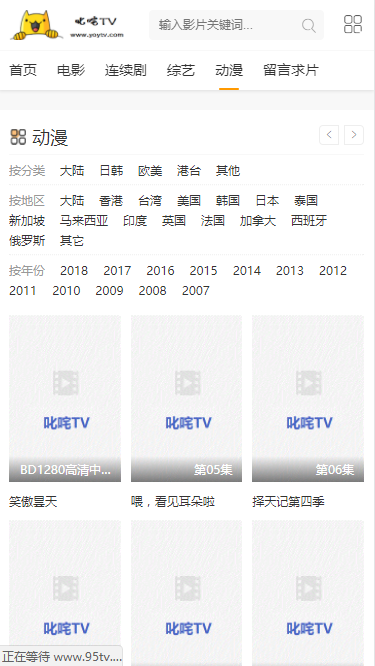 叱咤TV
www.yoytv.com
输入影片关键词...
首页 电影 连续剧 综艺 动漫 留言求片
动漫
按分类 大陆 日韩 欧美 港台 其他
按地区 大陆 香港 台湾 美国 韩国 日本 泰国
新加坡 马来西亚 印度 英国 法国 加拿大 西班牙
俄罗斯 其它
按年份 2018 2017 2016 2015 2014 2013 2012
2011 2010 2009 2008 2007
叱咤TV 叱咤TV 叱咤TV
BD1280高清中... 第05集 第06集
笑傲曇天 喂，看见耳朵啦 择天记第四季
叱咤TV 叱咤TV 叱咤TV
正在等待 www.95tv....